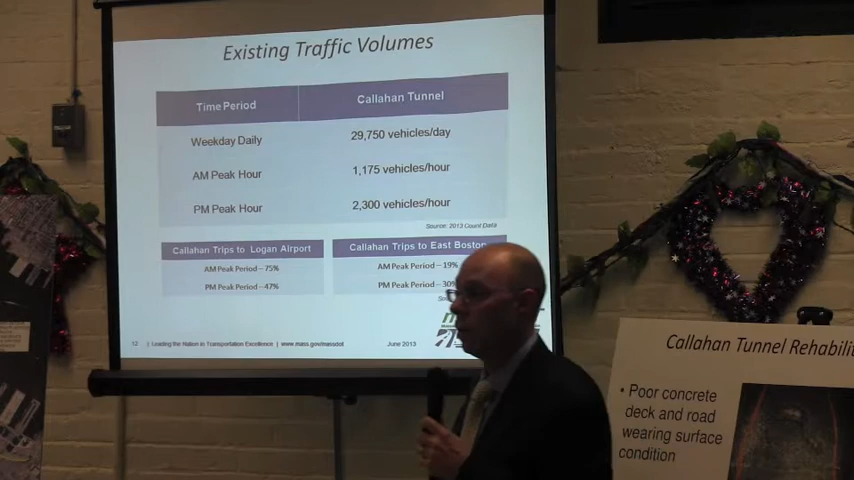 Existing Traffic Volumes
Time Period Callahan Tunnel
Weekday Daily 29,750 vehicles/day
AM Peak Hour 1,175 vehicles/hour
PM Peak Hour 2,300 vehicles/hour
Source: 2013 Count Data
Callahan Trips to Logan Airport
AM Peak Period – 75%
PM Peak Period – 47%
Callahan Trips to East Boston
AM Peak Period – 19%
PM Peak Period – 30%
12 | Leading the Nation in Transportation Excellence | www.mass.gov/massdot
June 2013
Callahan Tunnel Rehabili
• Poor concrete
deck and road
wearing surface
condition